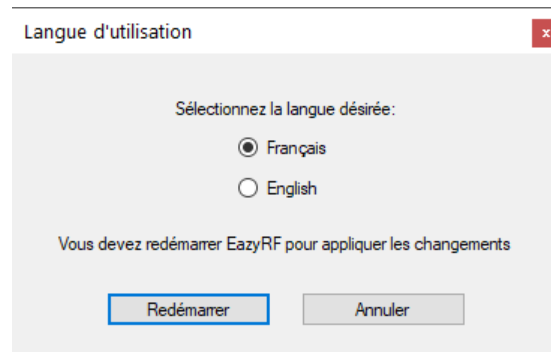 Langue d'utilisation
x
Sélectionnez la langue désirée:
Français
English
Vous devez redémarrer EazyRF pour appliquer les changements
Redémarrer
Annuler